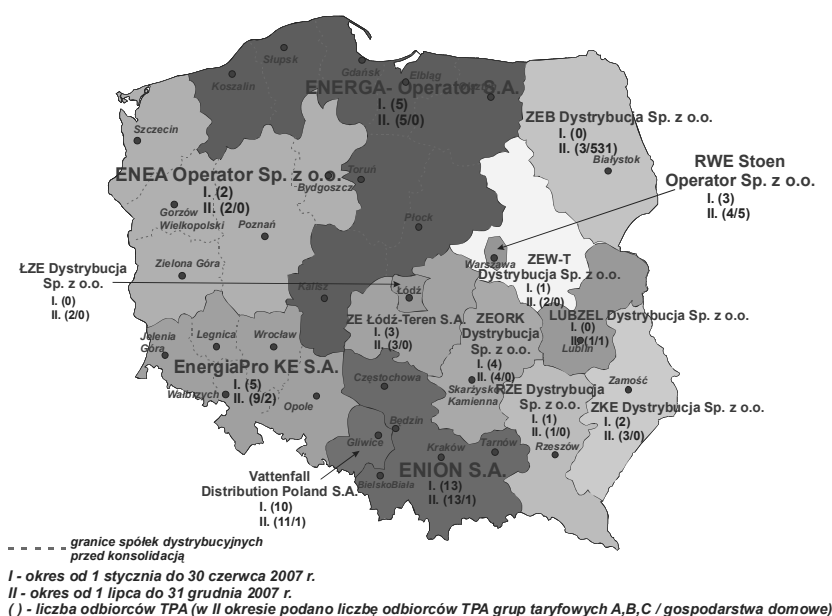 Słupsk
Koszalin
Gdańsk
Elbląg
ENERGA- Operator S.A.
I. (5)
II. (5/0)
ZEB Dystrybucja Sp. z o.o.
I. (0)
II. (3/531)
Białystok
Szczecin
RWE Stoen
Operator Sp. z o.o.
I. (3)
II. (4/5)
ENEA Operator Sp. z o.o.
I. (2)
II. (2/0)
Bydgoszcz
Toruń
Gorzów
Wielkopolski
Poznań
Płock
Zielona Góra
Warszawa
ZEW-T
Dystrybucja Sp. z o.o.
I. (1)
II. (2/0)
ŁZE Dystrybucja
Sp. z o.o.
I. (0)
II. (2/0)
Kalisz
Łódź
ZE Łódź-Teren S.A.
I. (3)
II. (3/0)
ZEORK
Dystrybucja
Sp. z o.o.
I. (4)
II. (4/0)
Skarżysko
Kamienna
LUBZEL Dystrybucja Sp. z o.o.
I. (0)
II. (1/1)
Lublin
Jelenia
Góra
Legnica
Wrocław
EnergiaPro KE S.A.
I. (5)
II. (9/2)
Wałbrzych
Opole
Częstochowa
RZE Dystrybucja
Sp. z o.o.
I. (1)
II. (1/0)
Rzeszów
Zamość
ZKE Dystrybucja Sp. z o.o.
I. (2)
II. (3/0)
Będzin
Gliwice
Kraków
Tarnów
ENION S.A.
I. (13)
II. (13/1)
BielskoBiała
Vattenfall
Distribution Poland S.A.
I. (10)
II. (11/1)
granice spółek dystrybucyjnych
przed konsolidacją
I - okres od 1 stycznia do 30 czerwca 2007 r.
II - okres od 1 lipca do 31 grudnia 2007 r.
( ) - liczba odbiorców TPA (w II okresie podano liczbę odbiorców TPA grup taryfowych A,B,C / gospodarstwa domowe)